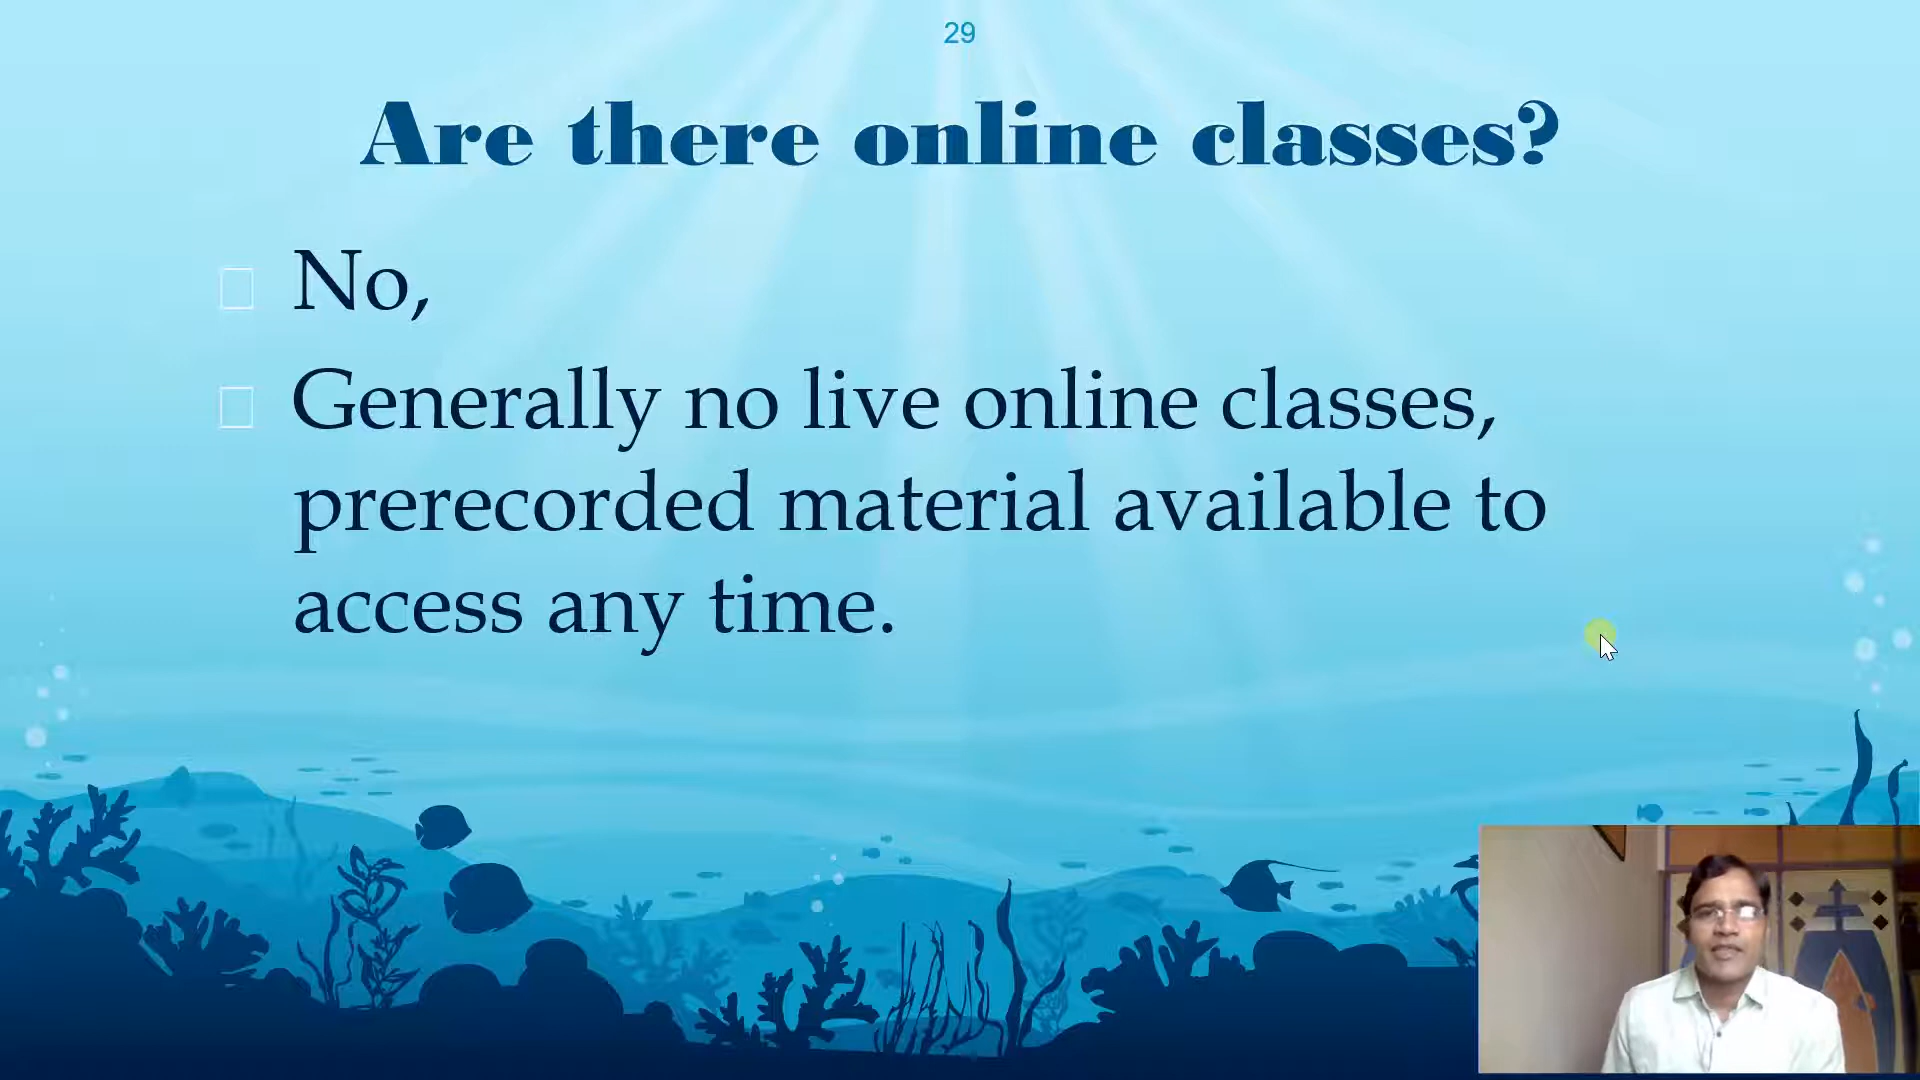 29
Are there online classes?
No,
Generally no live online classes,
prerecorded material available to
access any time.